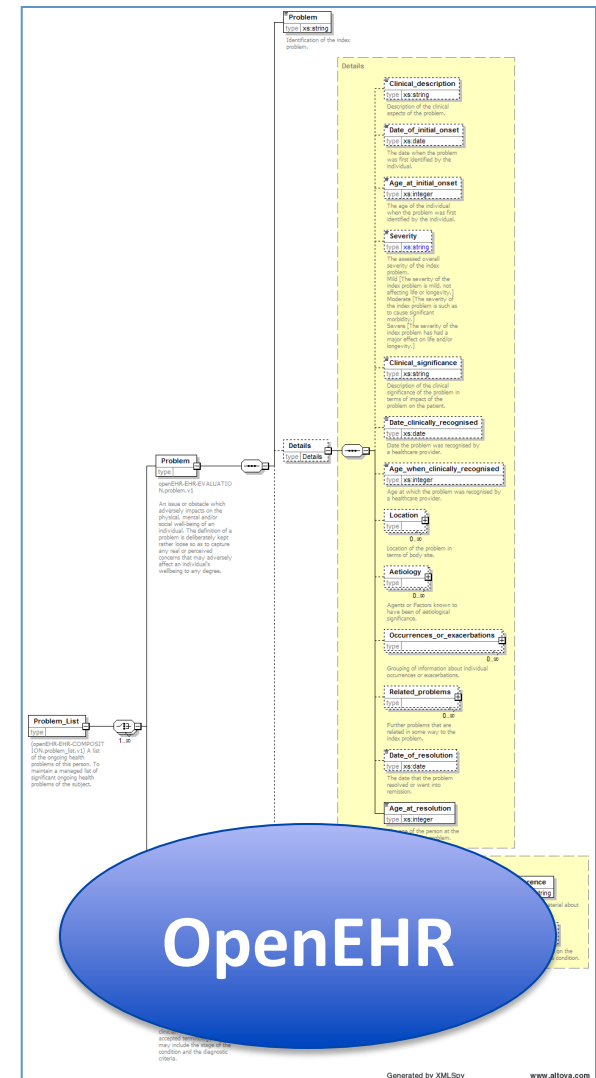 Problem
type xs:string
Identification of the index
problem.
Details
Clinical_description
type xs:string
Description of the clinical
aspects of the problem.
Date_of_initial_onset
type xs:date
The date when the problem
was first identified by the
individual.
Age_at_initial_onset
type xs:integer
The age of the individual
when the problem was first
identified by the individual.
Severity
type xs:string
The assessed overall
severity of the index
problem.
Mild [The severity of the
index problem is mild, not
affecting life or longevity.]
Moderate [The severity of
the index problem is such as
to cause significant
morbidity.]
Severe [The severity of the
index problem has had a
major effect on life and/or
longevity.]
Clinical_significance
type xs:string
Description of the clinical
significance of the problem in
terms of impact of the
problem on the patient.
Date_clinically_recognised
type xs:date
Date the problem was recognised by
a healthcare provider.
Details
type Details
Problem
type
openEHR-EHR-EVALUATIO
N.problem.v1
An issue or obstacle which
adversely impacts on the
physical, mental and/or
social well-being of an
individual. The definition of a
problem is deliberately kept
rather loose so as to capture
any real or perceived
concerns that may adversely
affect an individual's
wellbeing to any degree.
Age_when_clinically_recognised
type xs:integer
Age at which the problem was recognised by
a healthcare provider.
Location
type
0..∞
Location of the problem in
terms of body site.
Aetiology
type
0..∞
Agents or Factors known to
have been of aetiological
significance.
Occurrences_or_exacerbations
type
0..∞
Grouping of information about individual
occurrences or exacerbations.
Related_problems
type
0..∞
Further problems that are
related in some way to the
index problem.
Problem_List
type
1..∞
(openEHR-EHR-COMPOSIT
ION.problem_list.v1) A list
of the ongoing health
problems of this person. To
maintain a managed list of
significant ongoing health
problems of the subject.
Date_of_resolution
type xs:date
The date that the problem
resolved or went into
remission.
Age_at_resolution
type xs:integer
of the person at the
OpenEHR
on the
condition.
accepted
may include the stage of the
condition and the diagnostic
criteria.
Generated by XMLSpy www.altova.com